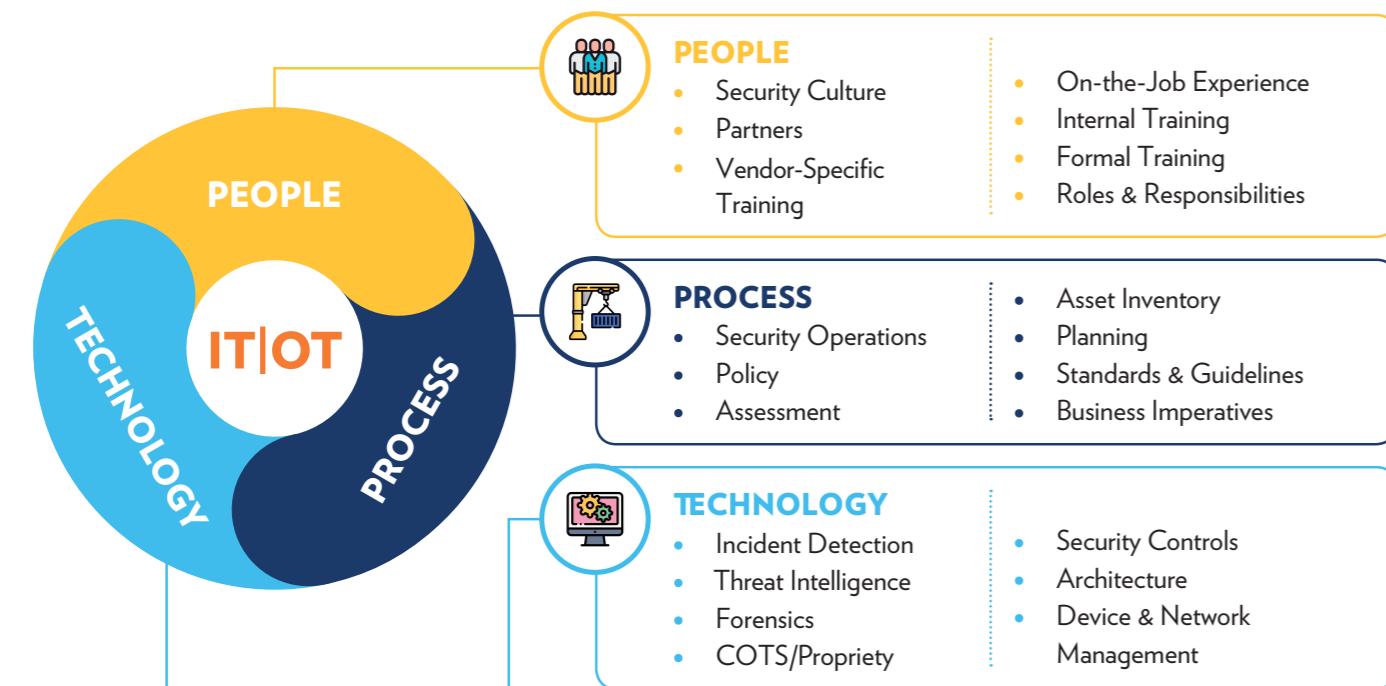 PEOPLE
TECHNOLOGY
PROCESS
IT|OT
PEOPLE
Security Culture
Partners
Vendor-Specific
Training
On-the-Job Experience
Internal Training
Formal Training
Roles & Responsibilities
PROCESS
Security Operations
Policy
Assessment
Asset Inventory
Planning
Standards & Guidelines
Business Imperatives
TECHNOLOGY
Incident Detection
Threat Intelligence
Forensics
COTS/Propriety
Security Controls
Architecture
Device & Network
Management